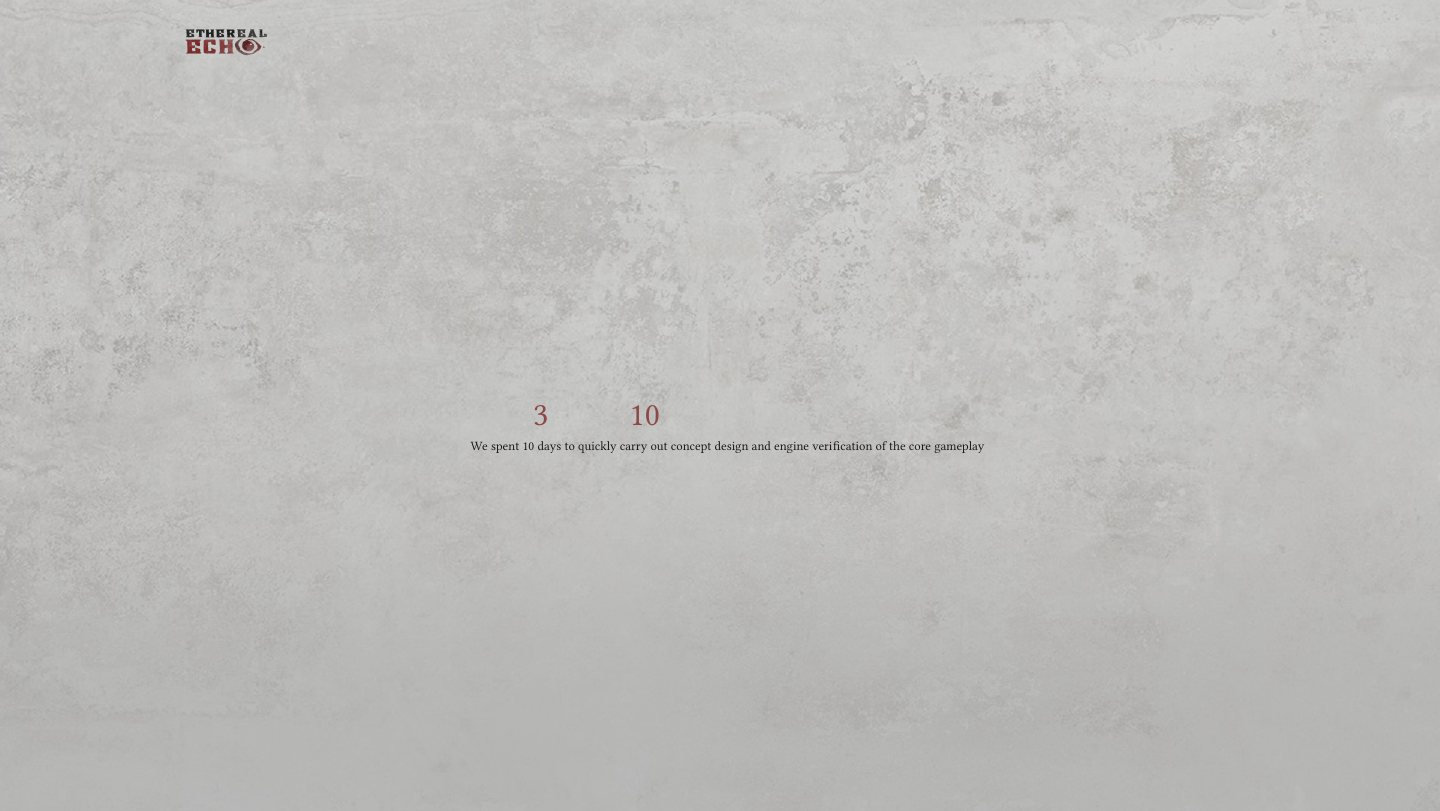 ETHEREAL
ECHO
3 10
We spent 10 days to quickly carry out concept design and engine verification of the core gameplay